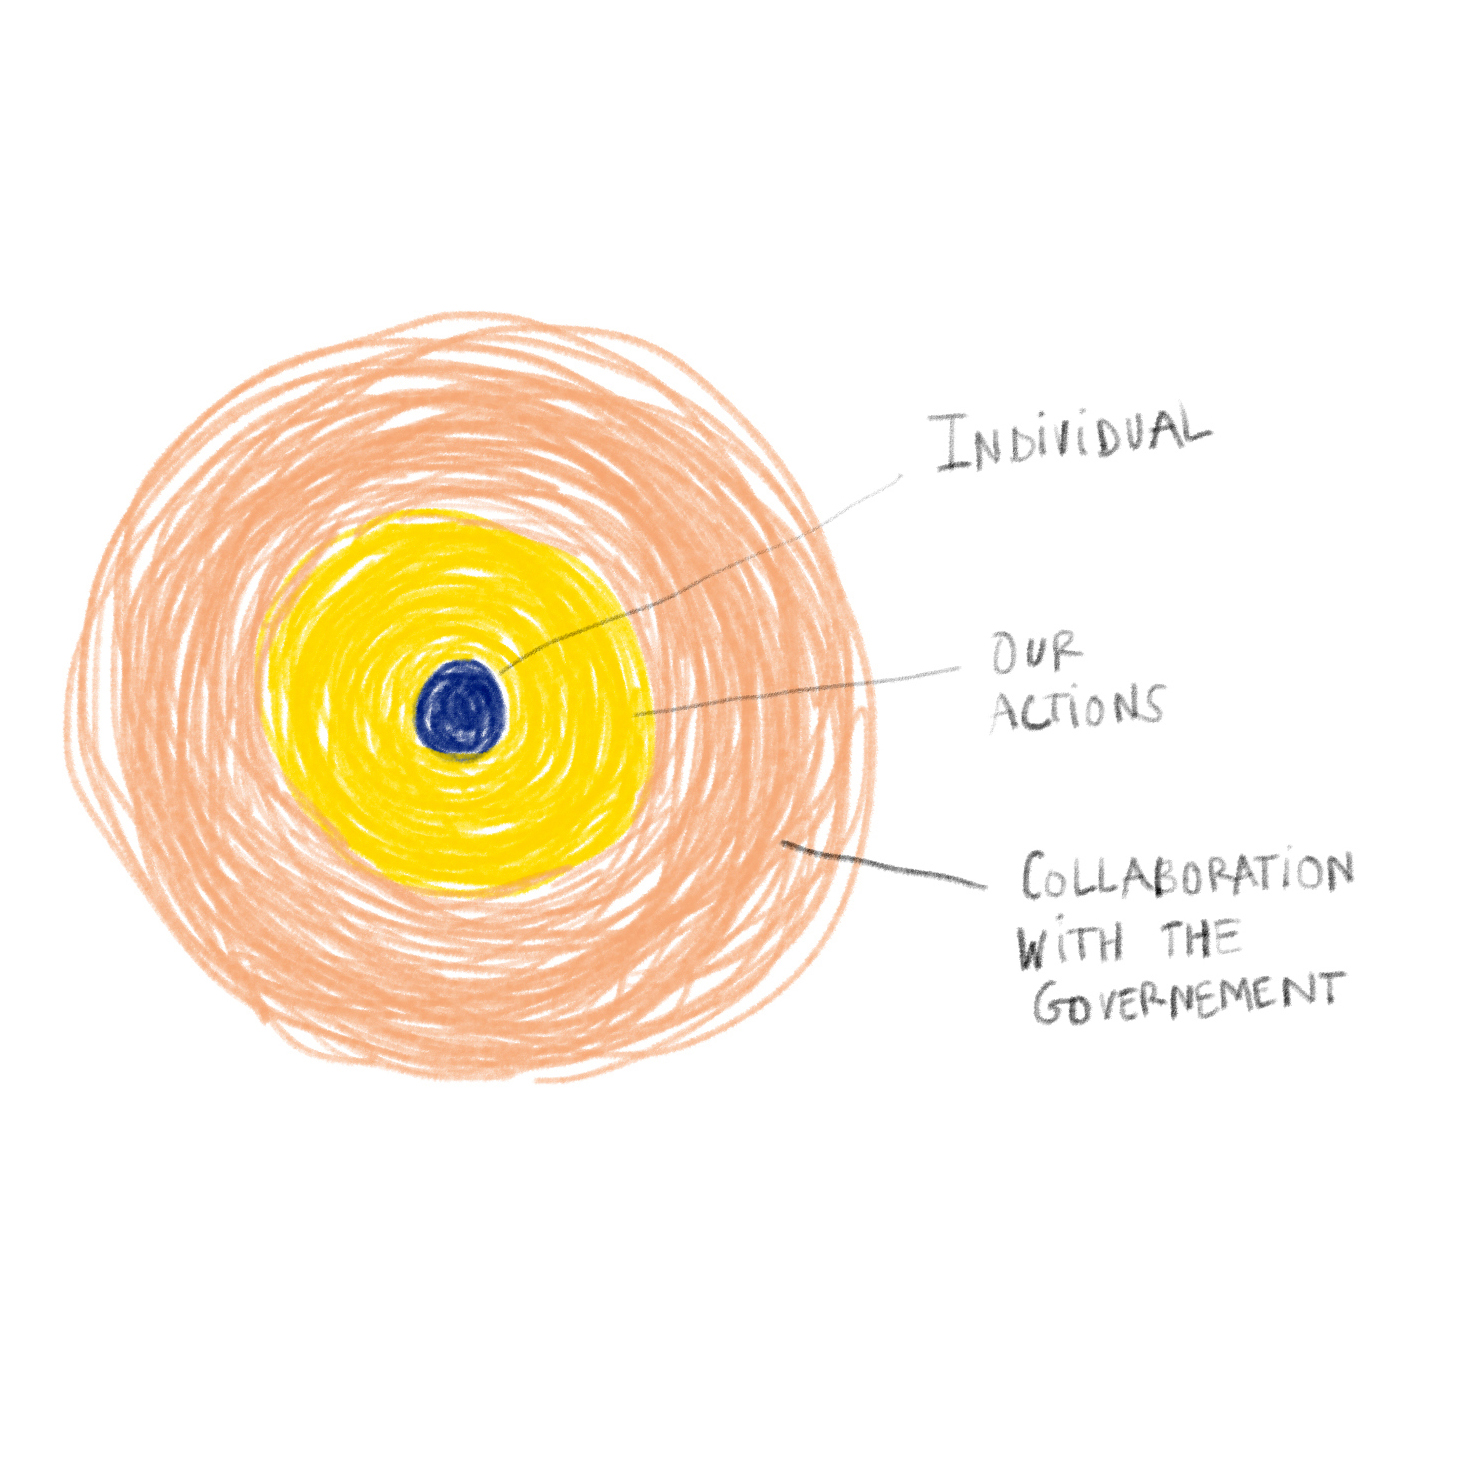 INDIVIDUAL
OUR
ACTIONS
COLLABORATION
WITH THE
GOVERNEMENT